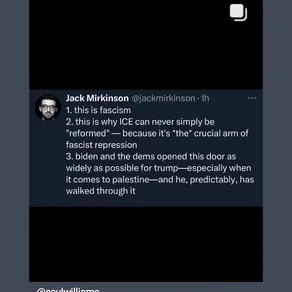 Jack Mirkinson @jackmirkinson · 1h
1. this is fascism
2. this is why ICE can never simply be
"reformed" — because it's *the* crucial arm of
fascist repression
3. biden and the dems opened this door as
widely as possible for trump—especially when
it comes to palestine—and he, predictably, has
walked through it
@saulwilliams